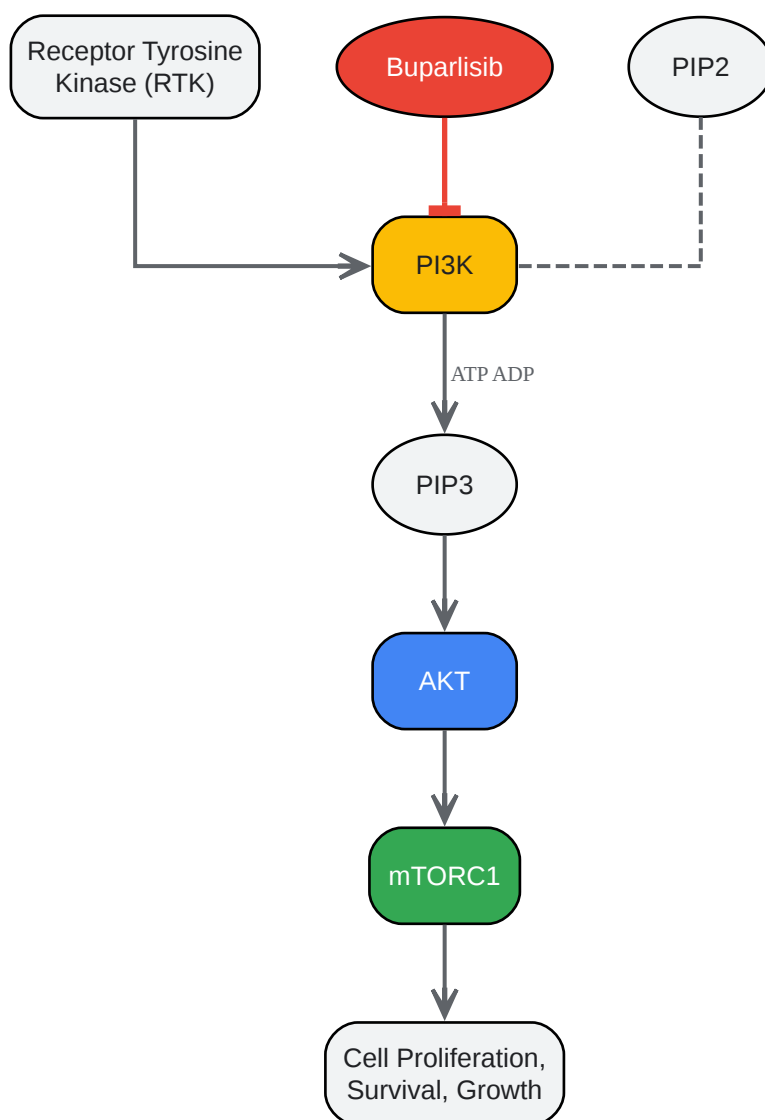 Receptor Tyrosine
Kinase (RTK)
Buparlisib
PIP2
PI3K
ATP ADP
PIP3
AKT
mTORC1
Cell Proliferation,
Survival, Growth